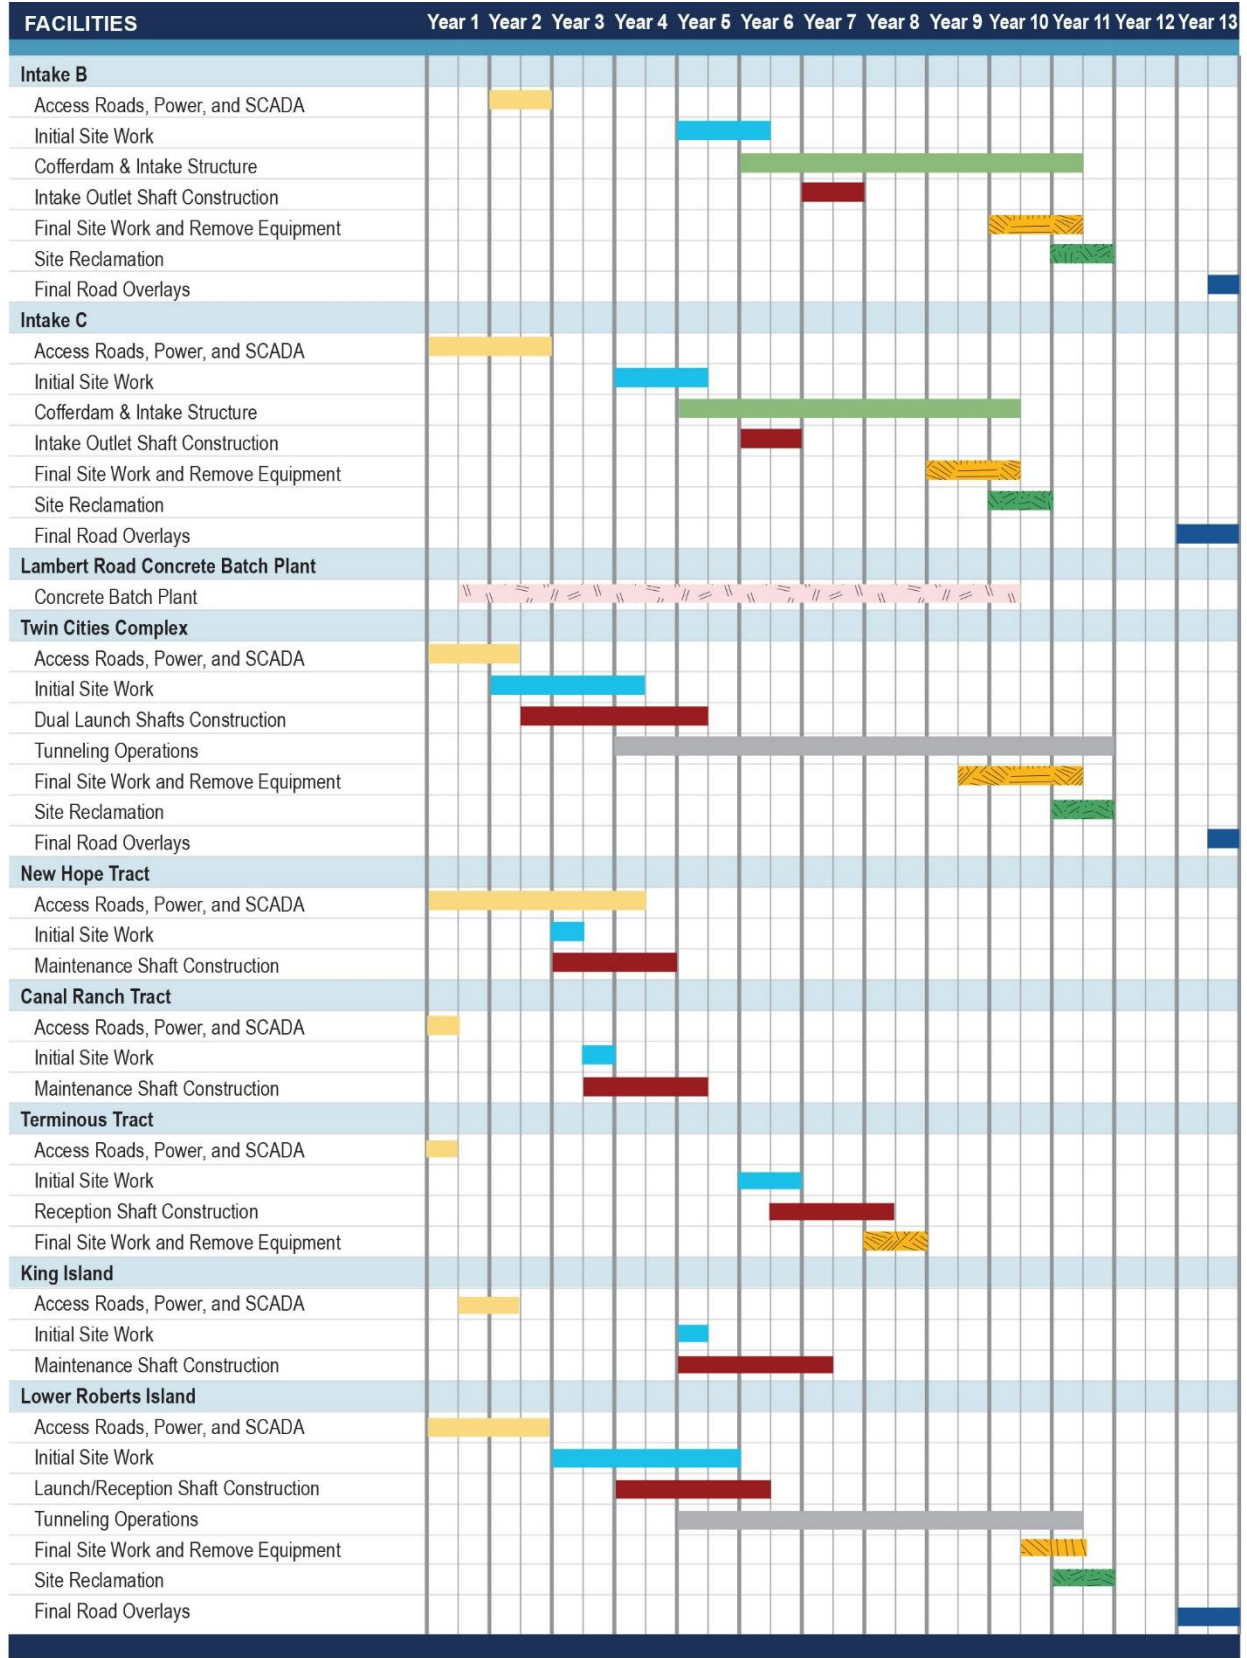 FACILITIES Year 1 Year 2 Year 3 Year 4 Year 5 Year 6 Year 7 Year 8 Year 9 Year 10 Year 11 Year 12 Year 13
Intake B
Access Roads, Power, and SCADA
Initial Site Work
Cofferdam & Intake Structure
Intake Outlet Shaft Construction
Final Site Work and Remove Equipment
Site Reclamation
Final Road Overlays
Intake C
Access Roads, Power, and SCADA
Initial Site Work
Cofferdam & Intake Structure
Intake Outlet Shaft Construction
Final Site Work and Remove Equipment
Site Reclamation
Final Road Overlays
Lambert Road Concrete Batch Plant
Concrete Batch Plant
Twin Cities Complex
Access Roads, Power, and SCADA
Initial Site Work
Dual Launch Shafts Construction
Tunneling Operations
Final Site Work and Remove Equipment
Site Reclamation
Final Road Overlays
New Hope Tract
Access Roads, Power, and SCADA
Initial Site Work
Maintenance Shaft Construction
Canal Ranch Tract
Access Roads, Power, and SCADA
Initial Site Work
Maintenance Shaft Construction
Terminous Tract
Access Roads, Power, and SCADA
Initial Site Work
Reception Shaft Construction
Final Site Work and Remove Equipment
King Island
Access Roads, Power, and SCADA
Initial Site Work
Maintenance Shaft Construction
Lower Roberts Island
Access Roads, Power, and SCADA
Initial Site Work
Launch/Reception Shaft Construction
Tunneling Operations
Final Site Work and Remove Equipment
Site Reclamation
Final Road Overlays